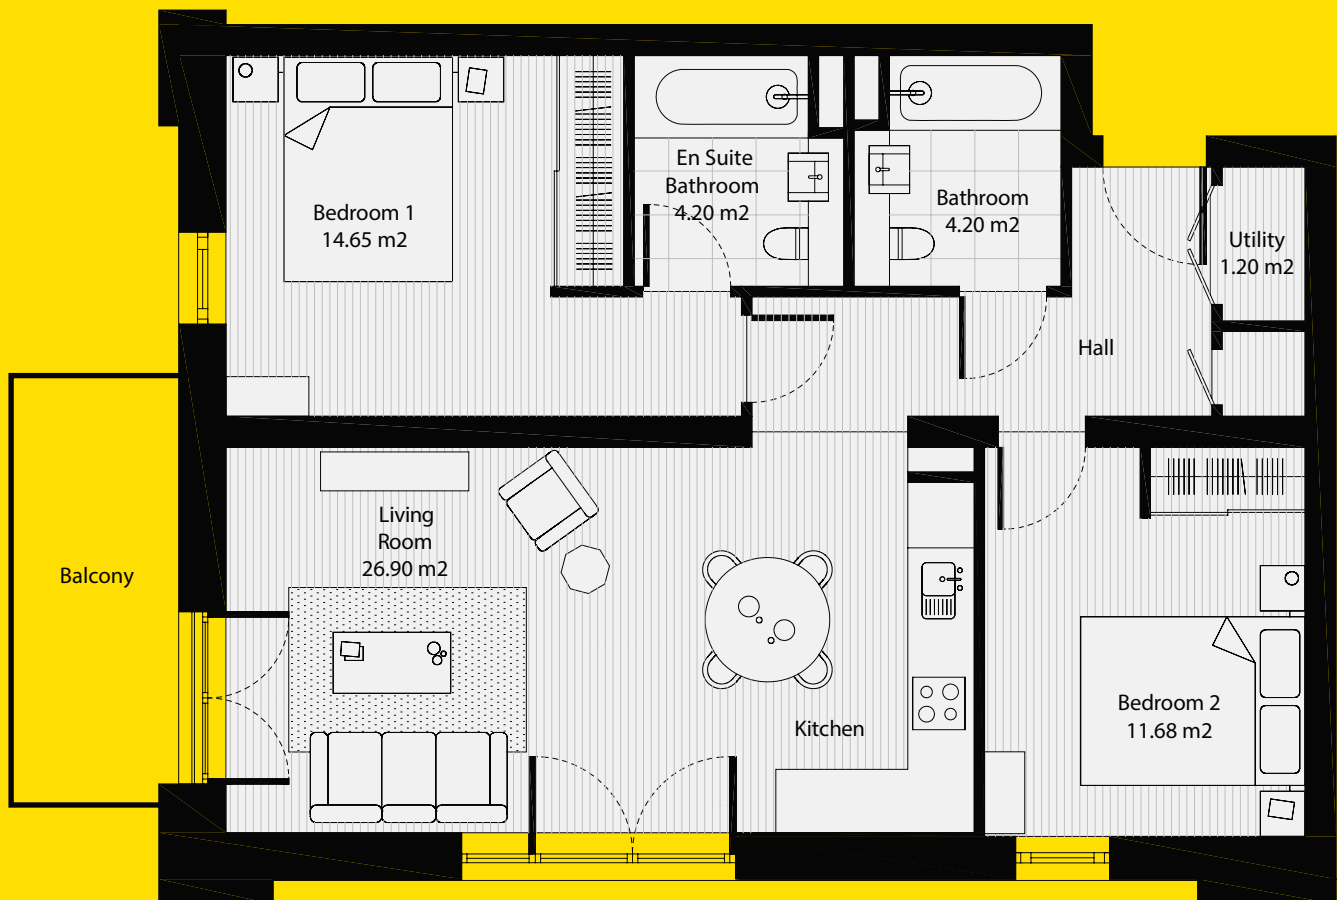 Bedroom 1
14.65 m2
En Suite
Bathroom
4.20 m2
Bathroom
4.20 m2
Utility
1.20 m2
Hall
Living
Room
26.90 m2
Balcony
Kitchen
Bedroom 2
11.68 m2